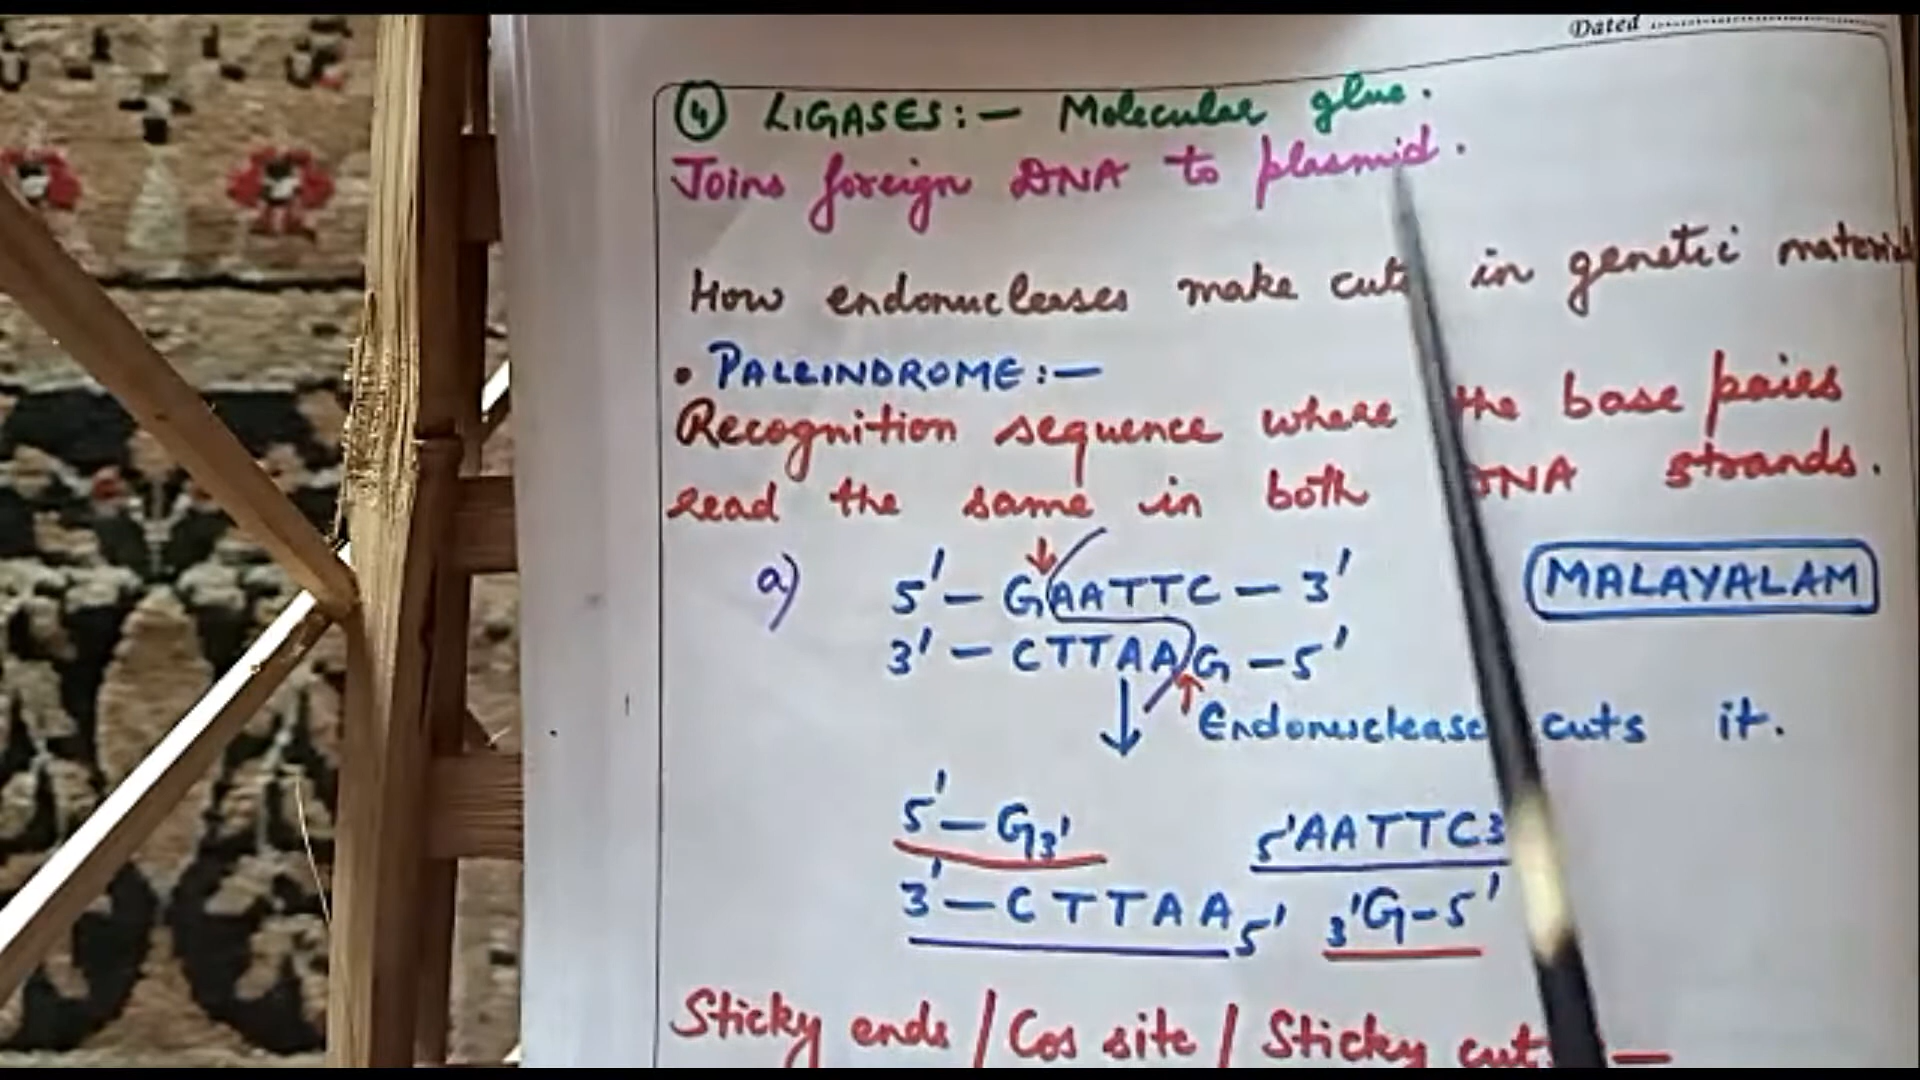 Dated
④ LIGASES:— Molecular glue.
Joins foreign DNA to plasmid.
How endonucleases make cuts in genetic material
• PALLINDROME:—
Recognition sequence where the base pairs
read the same in both DNA strands.
a) 5'— GAATTC — 3'
MALAYALAM
3'— CTTAAG — 5'
↓ Endonuclease cuts it.
5'— G3' 5'AATTC3
3'— CTTAA5' 3'G-5'
Sticky ends / Cos site / Sticky cut —